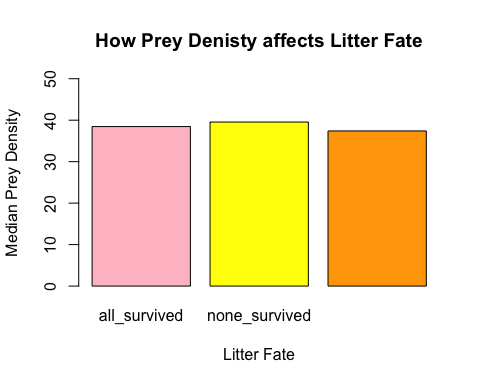 How Prey Denisty affects Litter Fate
50
40
30
20
10
0
Median Prey Density
all_survived none_survived
Litter Fate